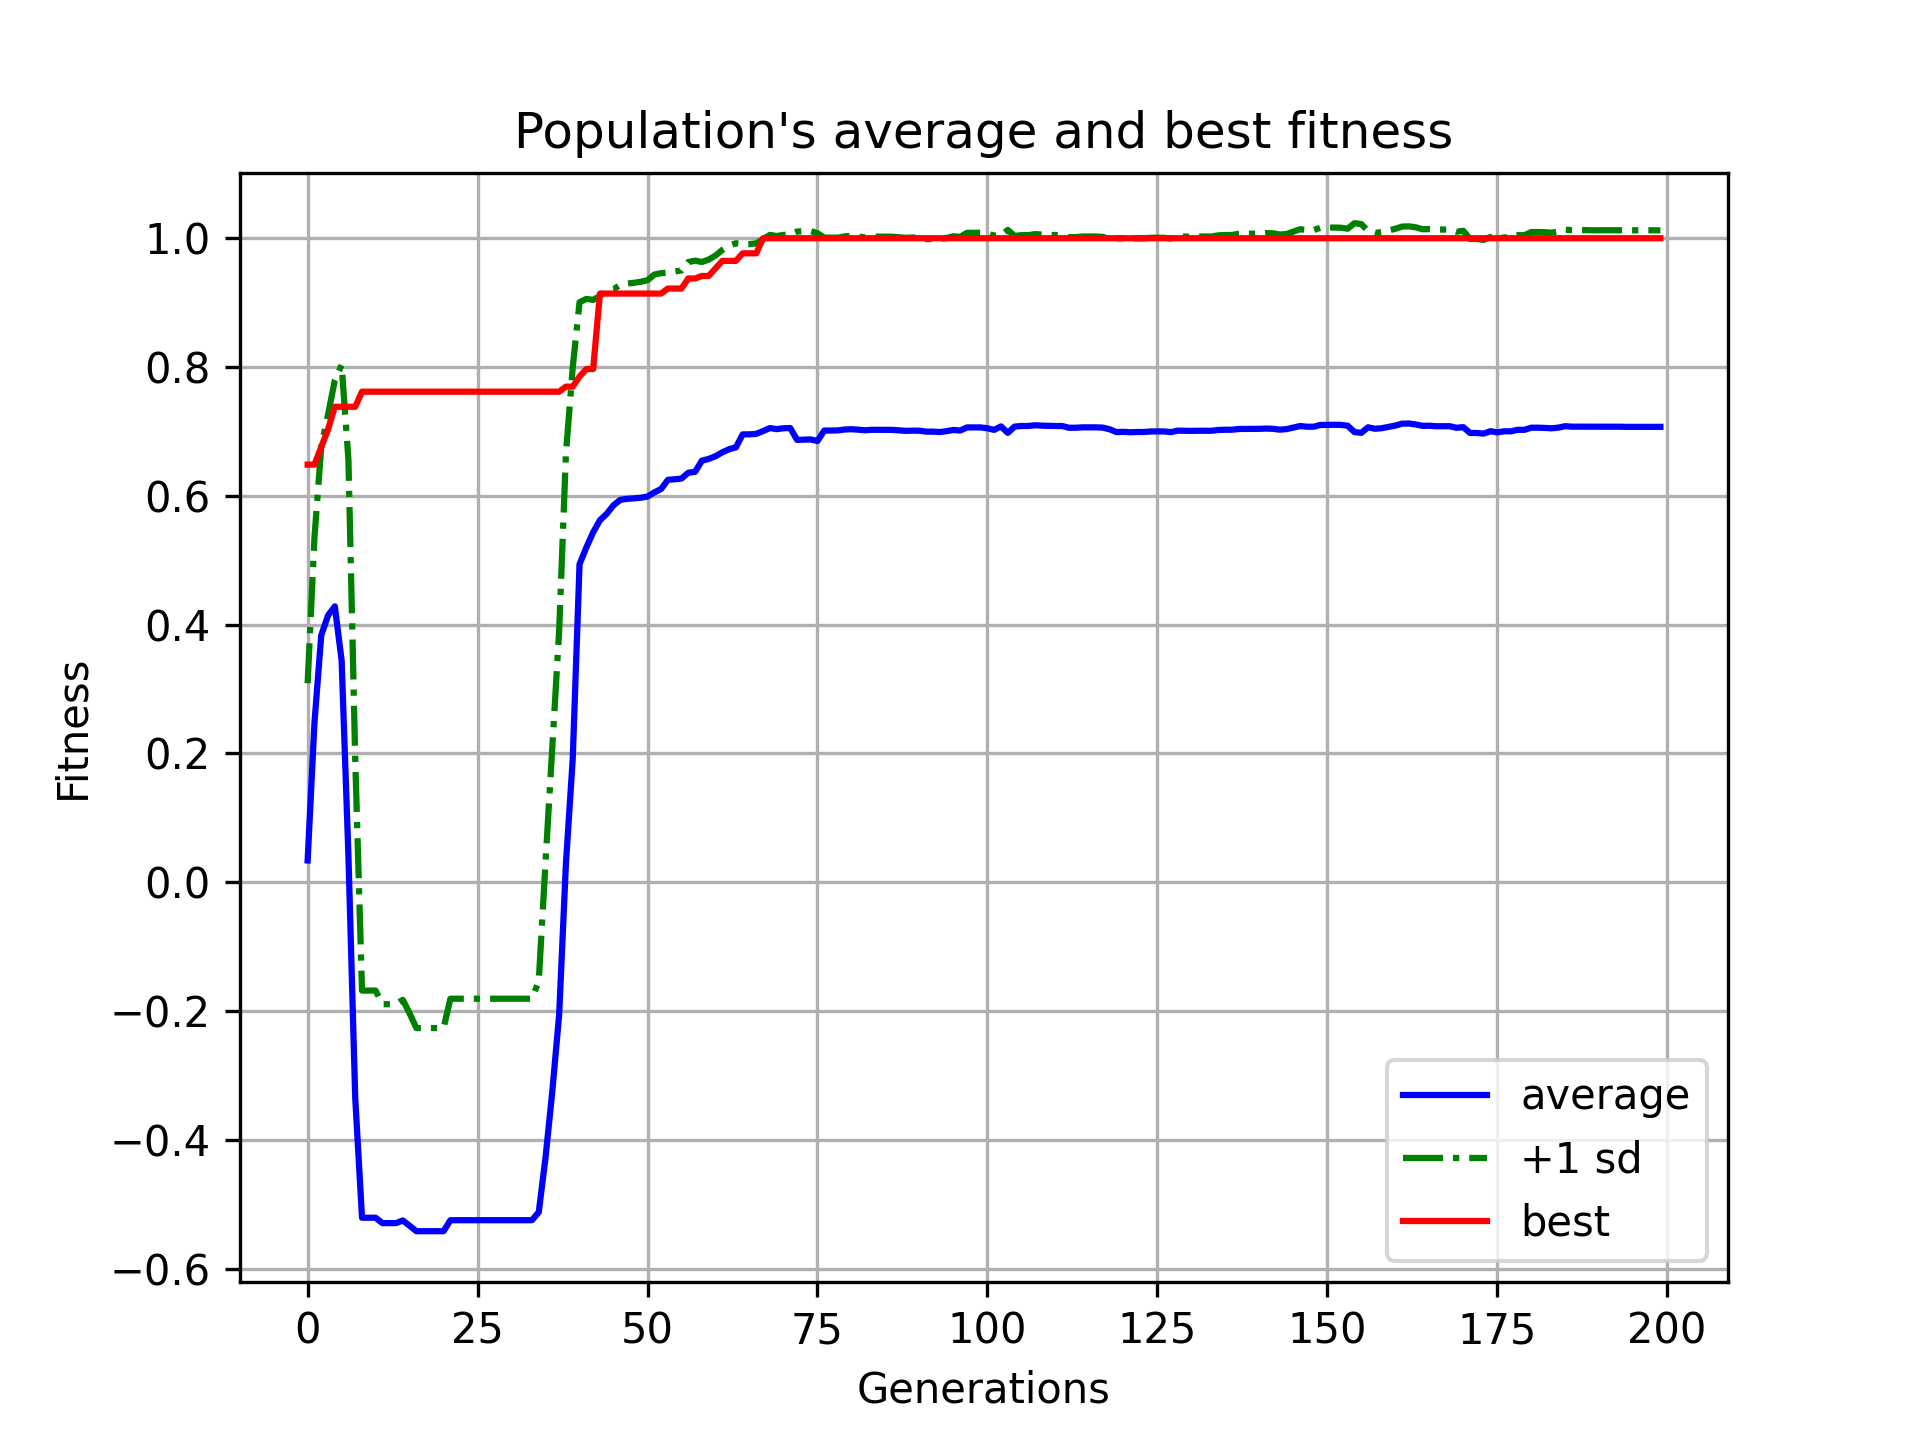 Population's average and best fitness
1.0
0.8
0.6
0.4
0.2
0.0
−0.2
−0.4
−0.6
Fitness
0 25 50 75 100 125 150 175 200
Generations
average
+1 sd
best